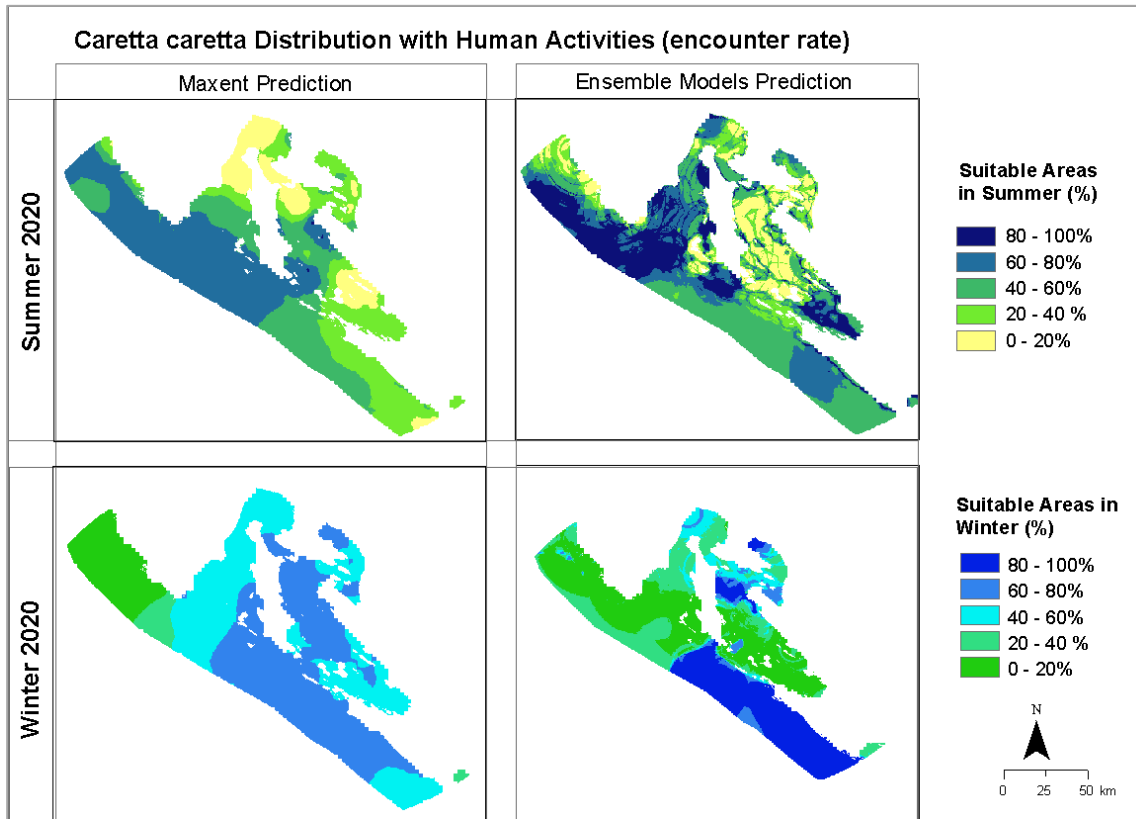 Caretta caretta Distribution with Human Activities (encounter rate)
Maxent Prediction
Ensemble Models Prediction
Summer 2020
Suitable Areas
in Summer (%)
80 - 100%
60 - 80%
40 - 60%
20 - 40 %
0 - 20%
Winter 2020
Suitable Areas in
Winter (%)
80 - 100%
60 - 80%
40 - 60%
20 - 40 %
0 - 20%
N
0 25 50 km